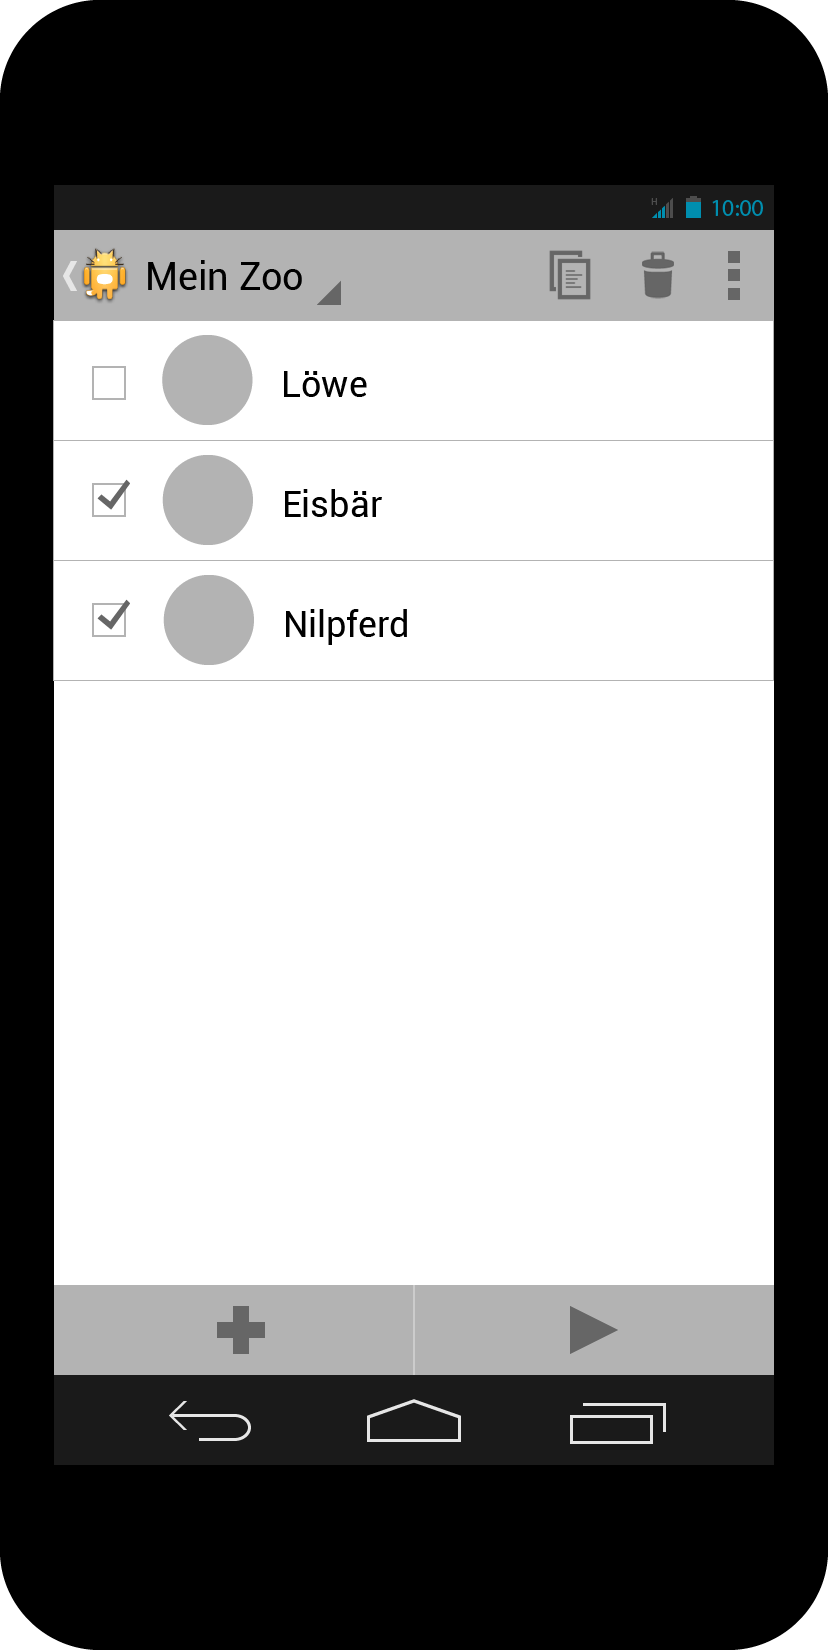 H 10:00
Mein Zoo
Löwe
Eisbär
Nilpferd